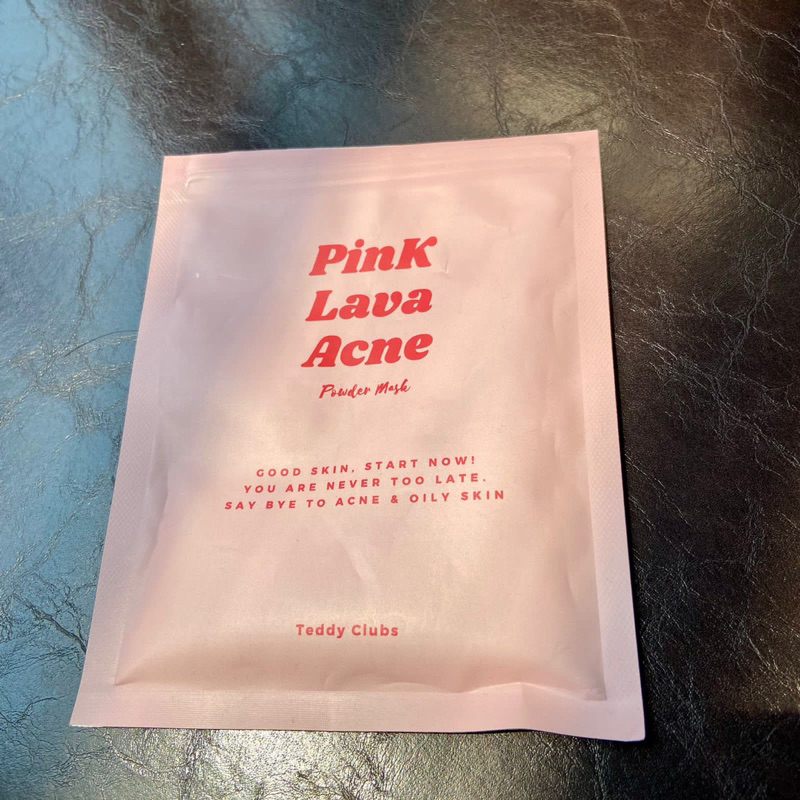 Pink
Lava
Acne
Powder Mask
GOOD SKIN, START NOW!
YOU ARE NEVER TOO LATE.
SAY BYE TO ACNE & OILY SKIN
Teddy Clubs